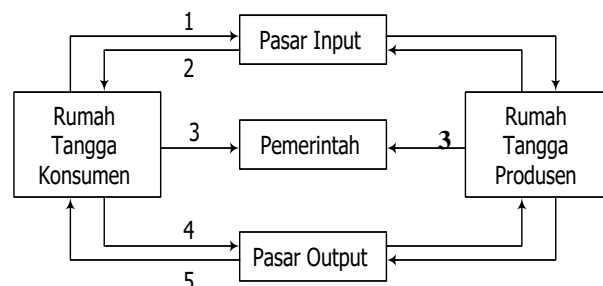 1
Pasar Input
2
Rumah
Tangga
Konsumen
3
Pemerintah
3
Rumah
Tangga
Produsen
4
Pasar Output
5